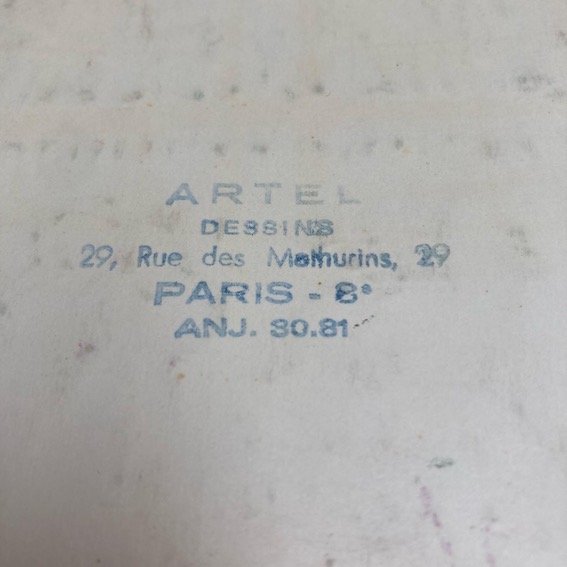 ARTEL
DESSINS
29, Rue des Mathurins, 29
PARIS - 8e
ANJ. 30.81